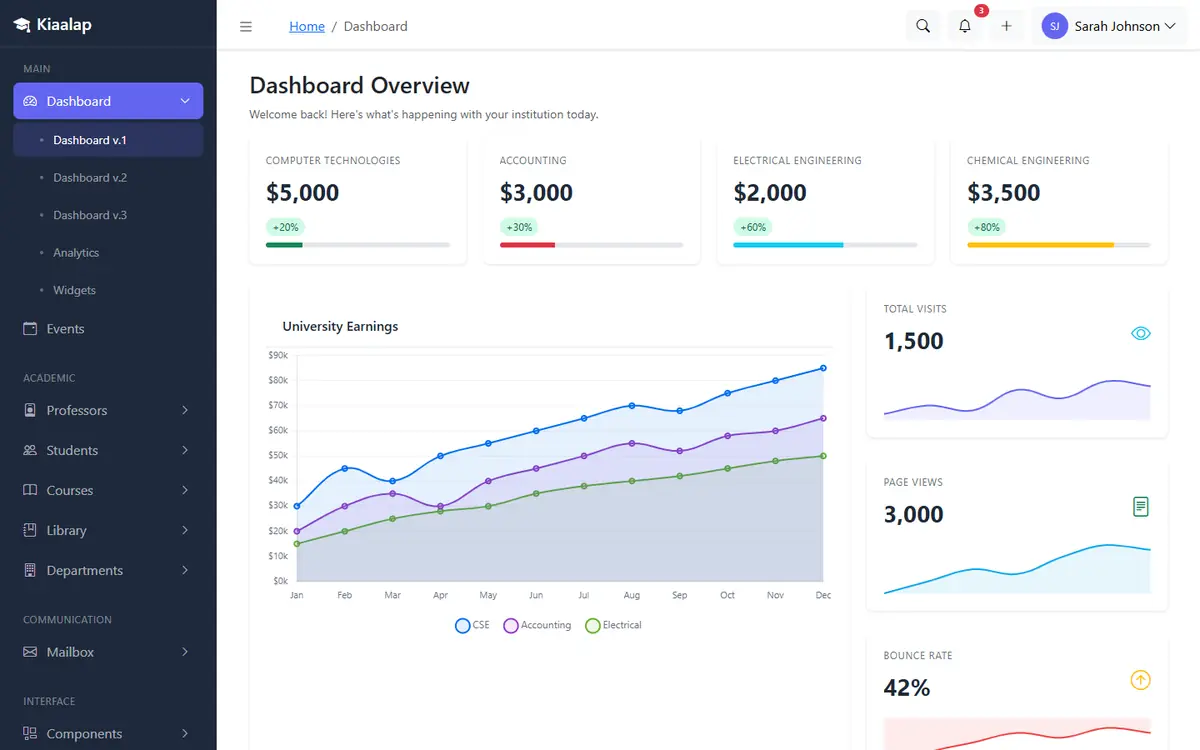 Kiaalap
MAIN
Dashboard
Dashboard v.1
Dashboard v.2
Dashboard v.3
Analytics
Widgets
Events
ACADEMIC
Professors
Students
Courses
Library
Departments
COMMUNICATION
Mailbox
INTERFACE
Components
Home / Dashboard
3
SJ Sarah Johnson
Dashboard Overview
Welcome back! Here's what's happening with your institution today.
COMPUTER TECHNOLOGIES
$5,000
+20%
ACCOUNTING
$3,000
+30%
ELECTRICAL ENGINEERING
$2,000
+60%
CHEMICAL ENGINEERING
$3,500
+80%
University Earnings
$90k
$80k
$70k
$60k
$50k
$40k
$30k
$20k
$10k
$0k
Jan Feb Mar Apr May Jun Jul Aug Sep Oct Nov Dec
CSE Accounting Electrical
TOTAL VISITS
1,500
PAGE VIEWS
3,000
BOUNCE RATE
42%